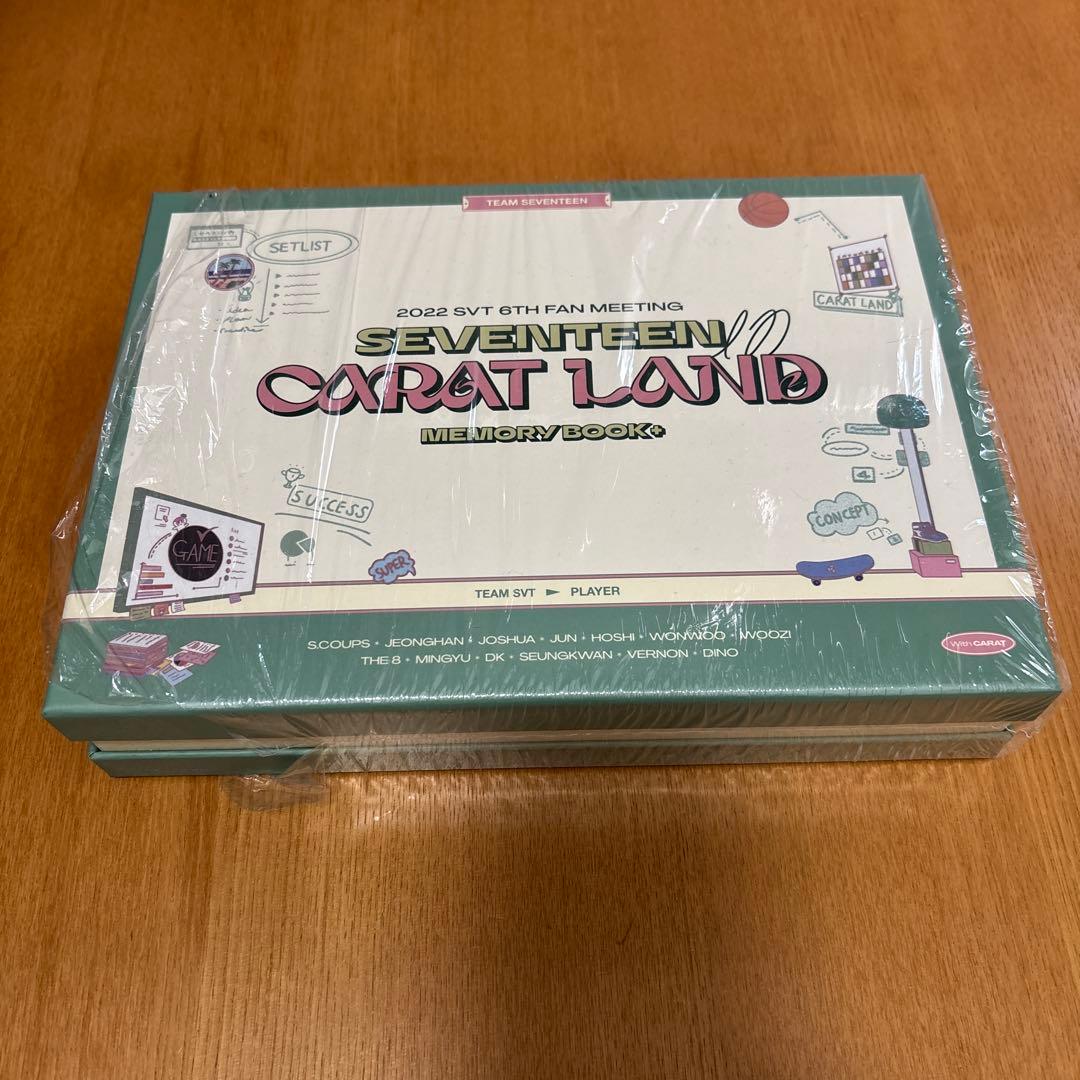 TEAM SEVENTEEN
SETLIST
CARAT LAND
2022 SVT 6TH FAN MEETING
SEVENTEEN
CARAT LAND
MEMORY BOOK+
SUCCESS
GAME
SUPER
4
CONCEPT
TEAM SVT ► PLAYER
S.COUPS • JEONGHAN • JOSHUA • JUN • HOSHI • WONWOO • WOOZI
THE 8 • MINGYU • DK • SEUNGKWAN • VERNON • DINO
With CARAT